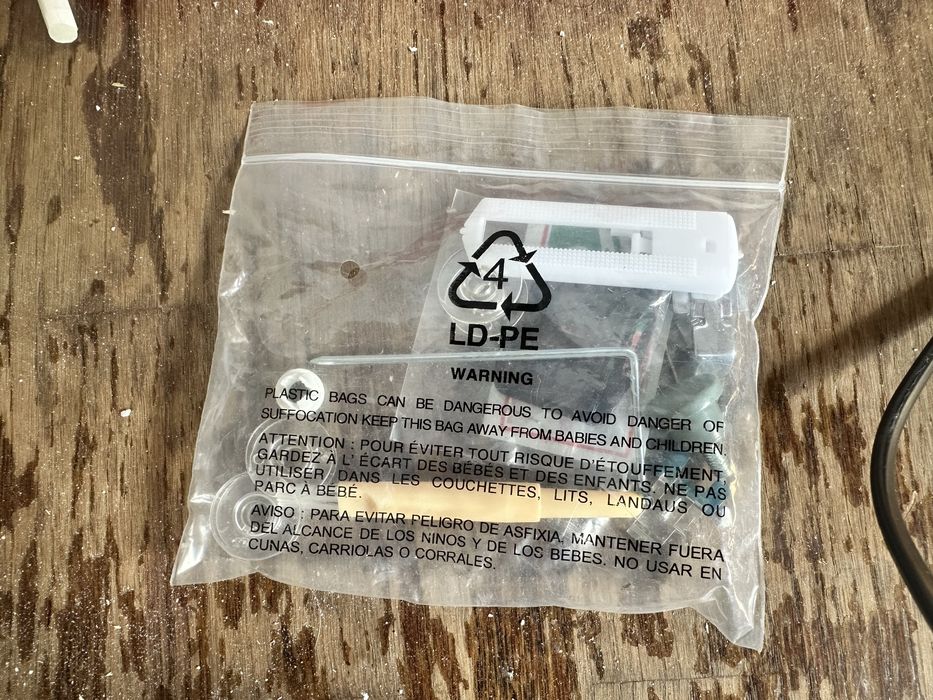 4
LD-PE
WARNING
PLASTIC BAGS CAN BE DANGEROUS TO AVOID DANGER OF
SUFFOCATION KEEP THIS BAG AWAY FROM BABIES AND CHILDREN.
ATTENTION : POUR ÉVITER TOUT RISQUE D'ÉTOUFFEMENT,
GARDEZ À L' ÉCART DES BÉBÉS ET DES ENFANTS, NE PAS
UTILISER DANS LES COUCHETTES, LITS, LANDAUS OU
PARC À BÉBÉ.
AVISO : PARA EVITAR PELIGRO DE ASFIXIA. MANTENER FUERA
DEL ALCANCE DE LOS NINOS Y DE LOS BEBES. NO USAR EN
CUNAS, CARRIOLAS O CORRALES.